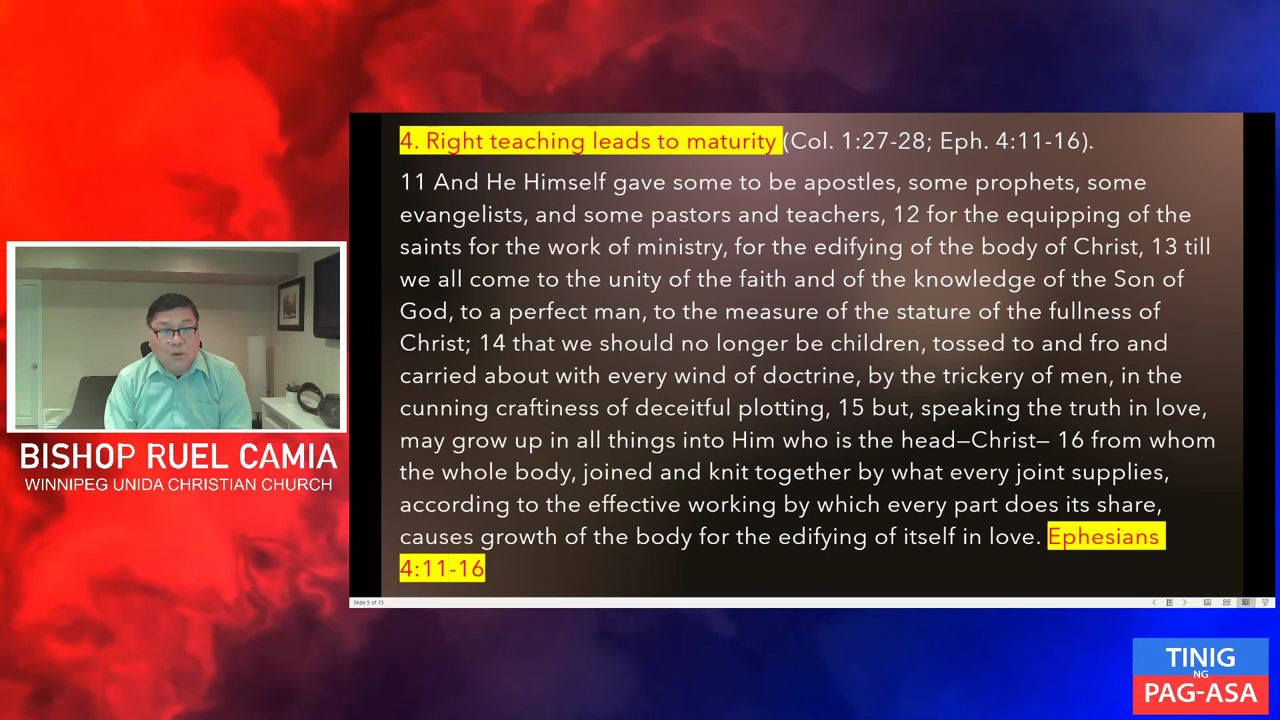 4. Right teaching leads to maturity (Col. 1:27-28; Eph. 4:11-16).
11 And He Himself gave some to be apostles, some prophets, some
evangelists, and some pastors and teachers, 12 for the equipping of the
saints for the work of ministry, for the edifying of the body of Christ, 13 till
we all come to the unity of the faith and of the knowledge of the Son of
God, to a perfect man, to the measure of the stature of the fullness of
Christ; 14 that we should no longer be children, tossed to and fro and
carried about with every wind of doctrine, by the trickery of men, in the
cunning craftiness of deceitful plotting, 15 but, speaking the truth in love,
may grow up in all things into Him who is the head—Christ— 16 from whom
the whole body, joined and knit together by what every joint supplies,
according to the effective working by which every part does its share,
causes growth of the body for the edifying of itself in love. Ephesians
4:11-16
Slide 5 of 15
BISHOP RUEL CAMIA
WINNIPEG UNIDA CHRISTIAN CHURCH
TINIG
NG
PAG-ASA